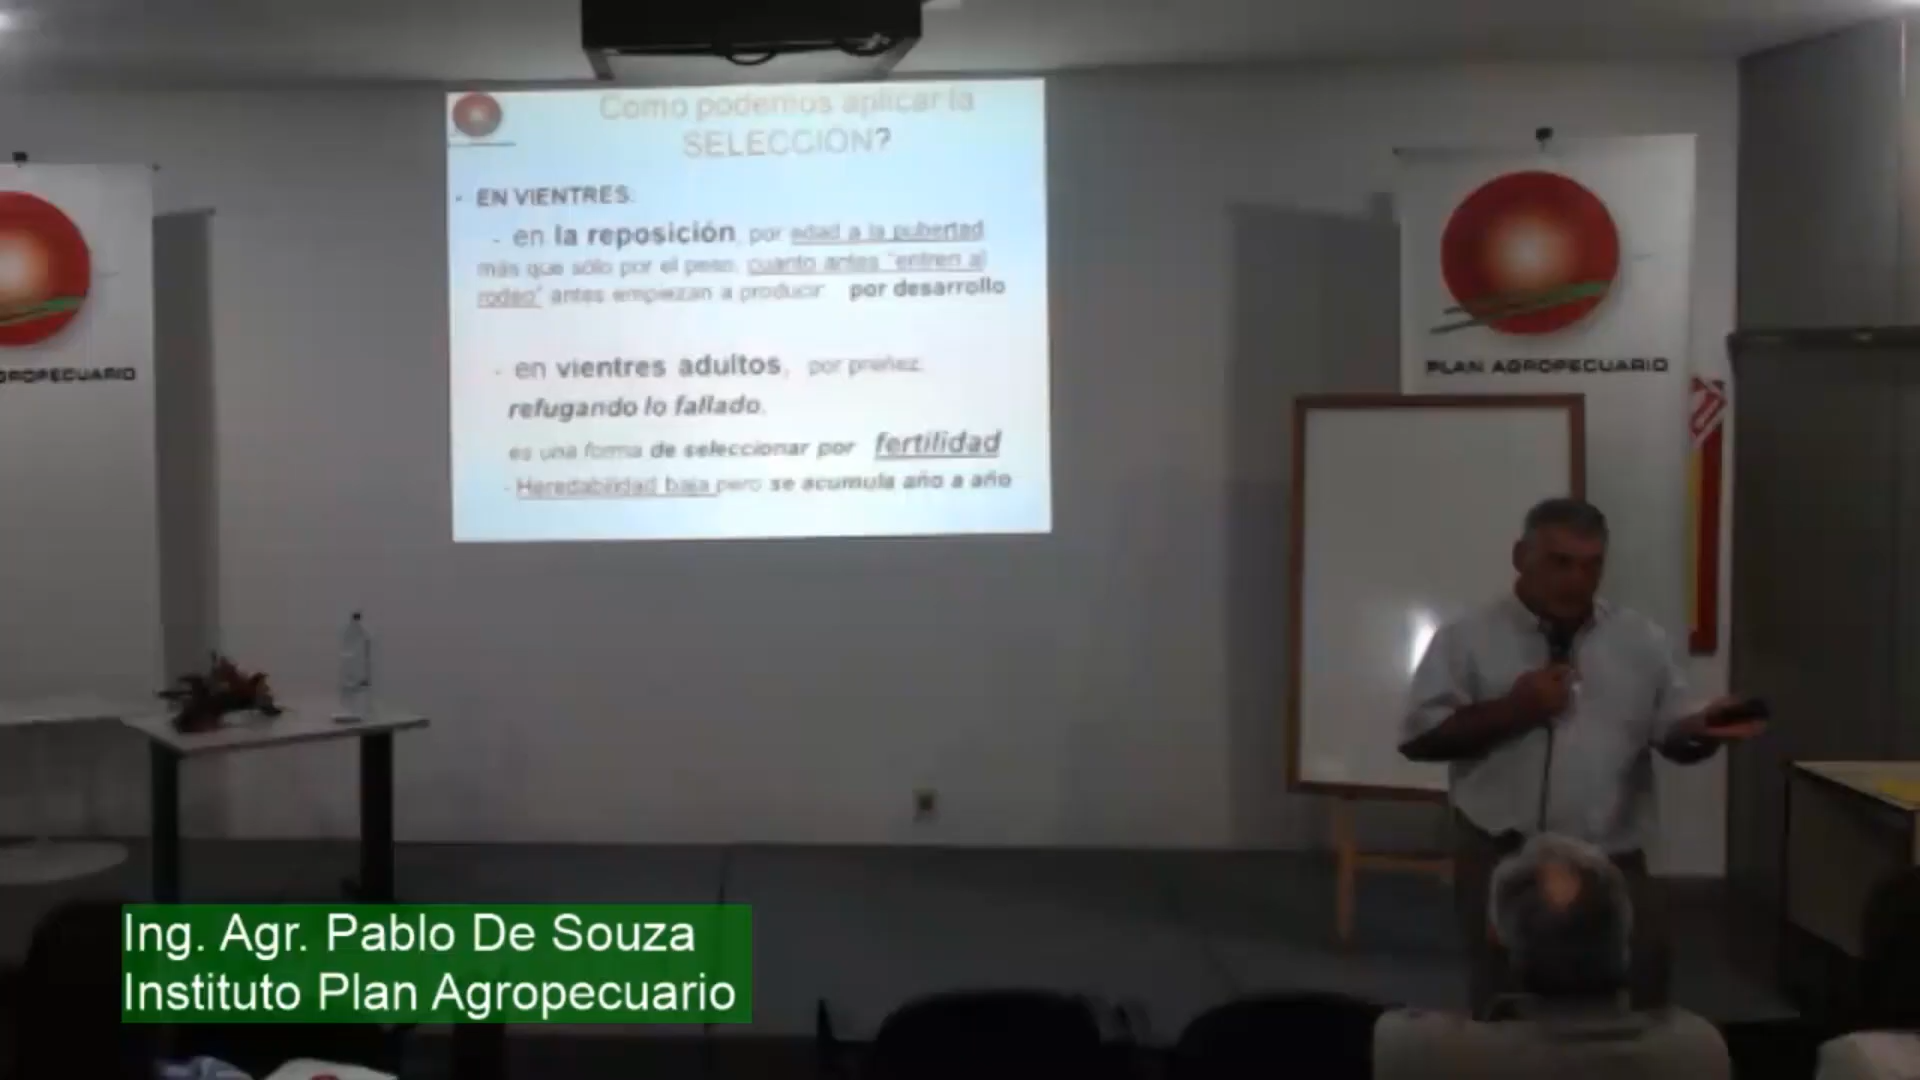 Como podemos aplicar la
SELECCION?
- EN VIENTRES:
- en la reposición, por edad a la pubertad
más que sólo por el peso, cuanto antes "entren al
rodeo" antes empiezan a producir por desarrollo
- en vientres adultos, por preñez,
refugando lo fallado.
es una forma de seleccionar por fertilidad
- Heredabilidad baja pero se acumula año a año
PLAN AGROPECUARIO
GROPECUARIO
Ing. Agr. Pablo De Souza
Instituto Plan Agropecuario